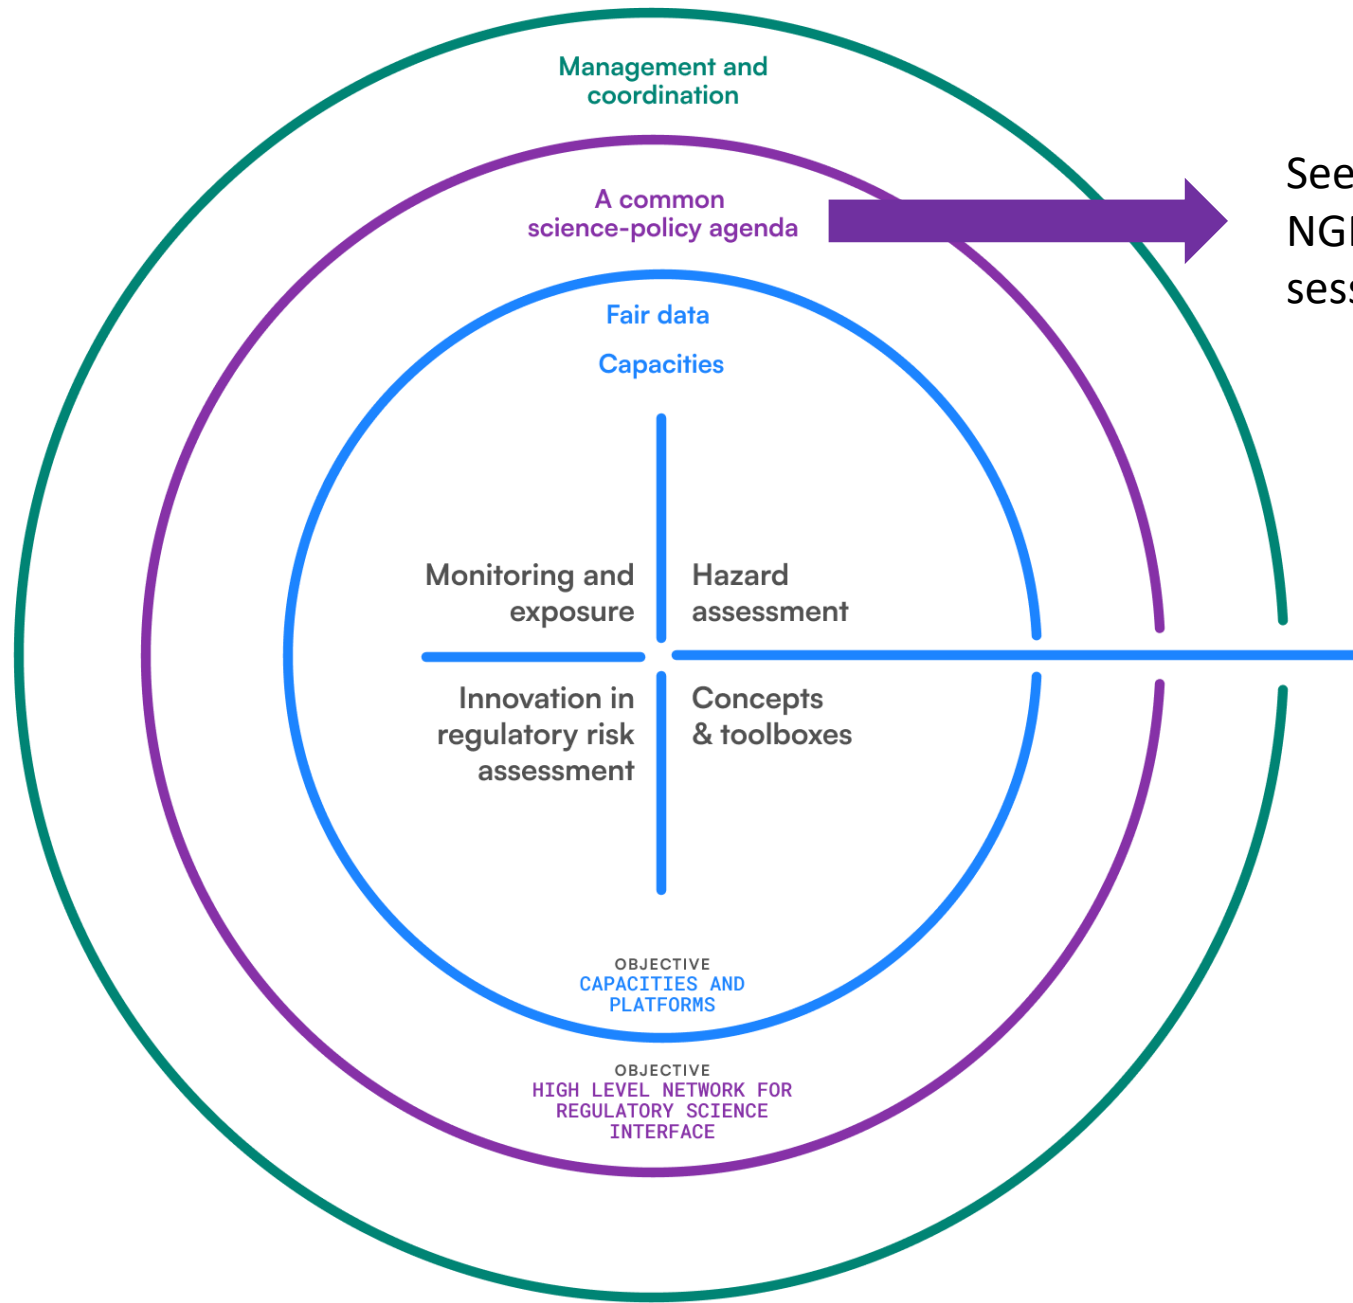 Management and
coordination
A common
science-policy agenda
See
Fair data
Capacities
Monitoring and
exposure
Hazard
assessment
Innovation in
regulatory risk
assessment
Concepts
& toolboxes
OBJECTIVE
CAPACITIES AND
PLATFORMS
OBJECTIVE
HIGH LEVEL NETWORK FOR
REGULATORY SCIENCE
INTERFACE